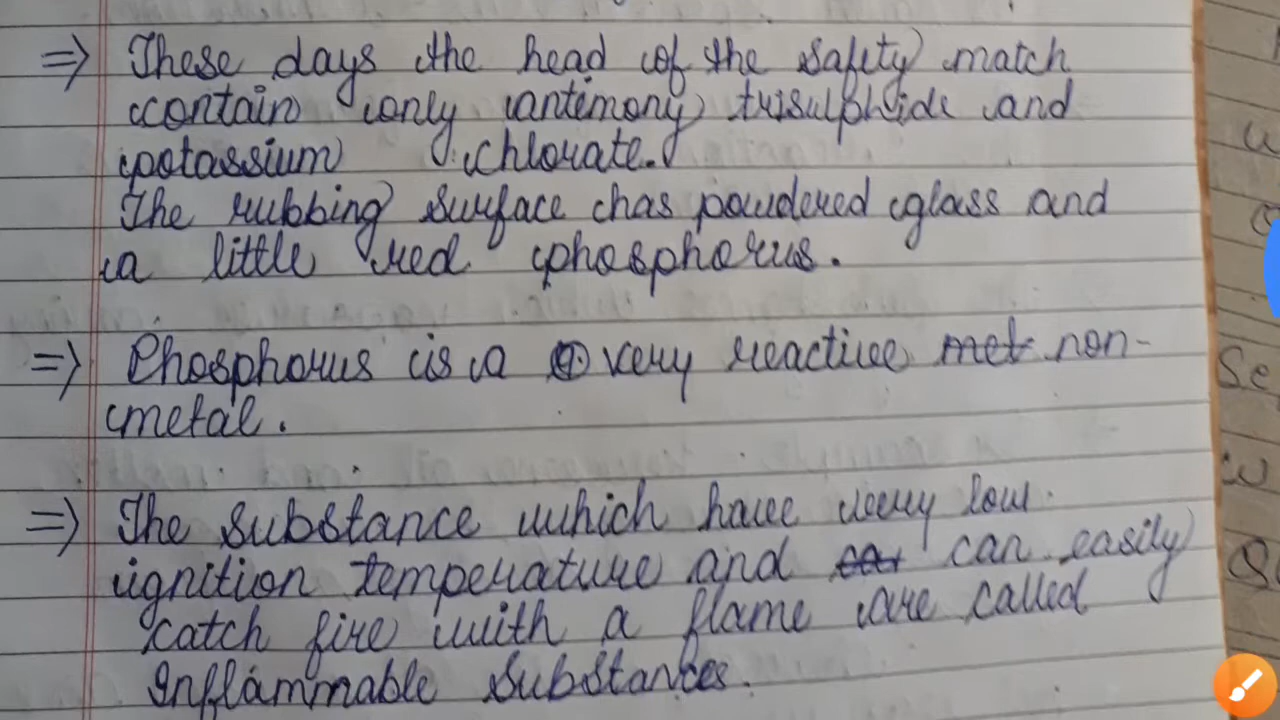 => These days the head of the safety match
contain only antimony trisulphide and
potassium chlorate.
The rubbing surface has powdered glass and
a little red phosphorus.
=> Phosphorus is a very reactive met non-
metal.
=> The substance which have very low
ignition temperature and can easily
catch fire with a flame are called
Inflammable substances.
Se